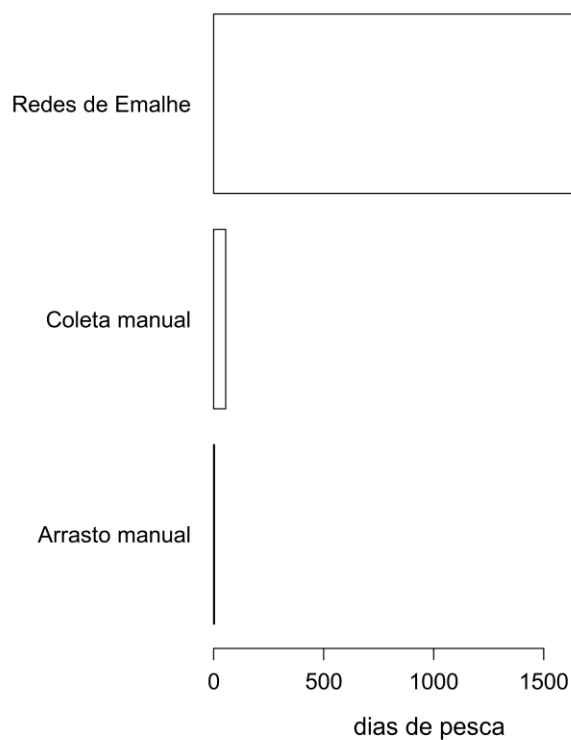 Redes de Emalhe
Coleta manual
Arrasto manual
0 500 1000 1500
dias de pesca